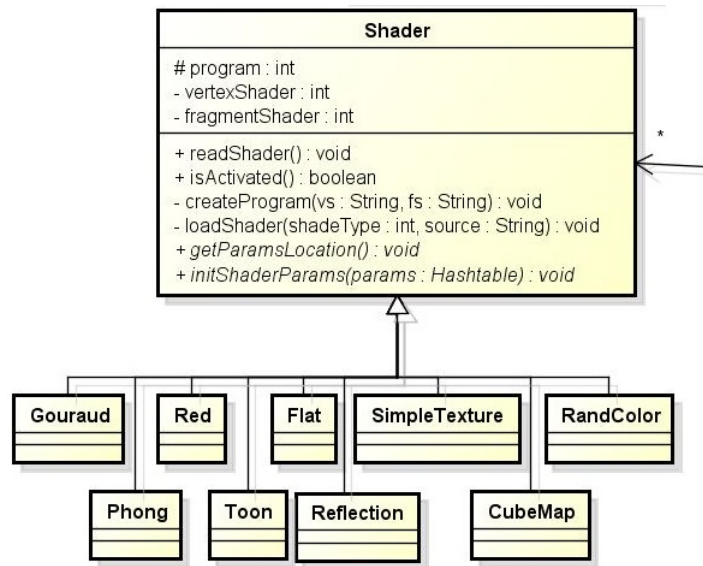 Shader
# program : int
- vertexShader : int
- fragmentShader : int
*
+ readShader() : void
+ isActivated() : boolean
- createProgram(vs : String, fs : String) : void
- loadShader(shadeType : int, source : String) : void
+ getParamsLocation() : void
+ initShaderParams(params : Hashtable) : void
Gouraud
Red
Flat
SimpleTexture
RandColor
Phong
Toon
Reflection
CubeMap